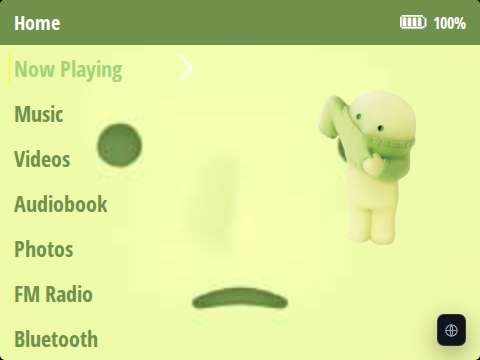 Home
100%
Now Playing
Music
Videos
Audiobook
Photos
FM Radio
Bluetooth